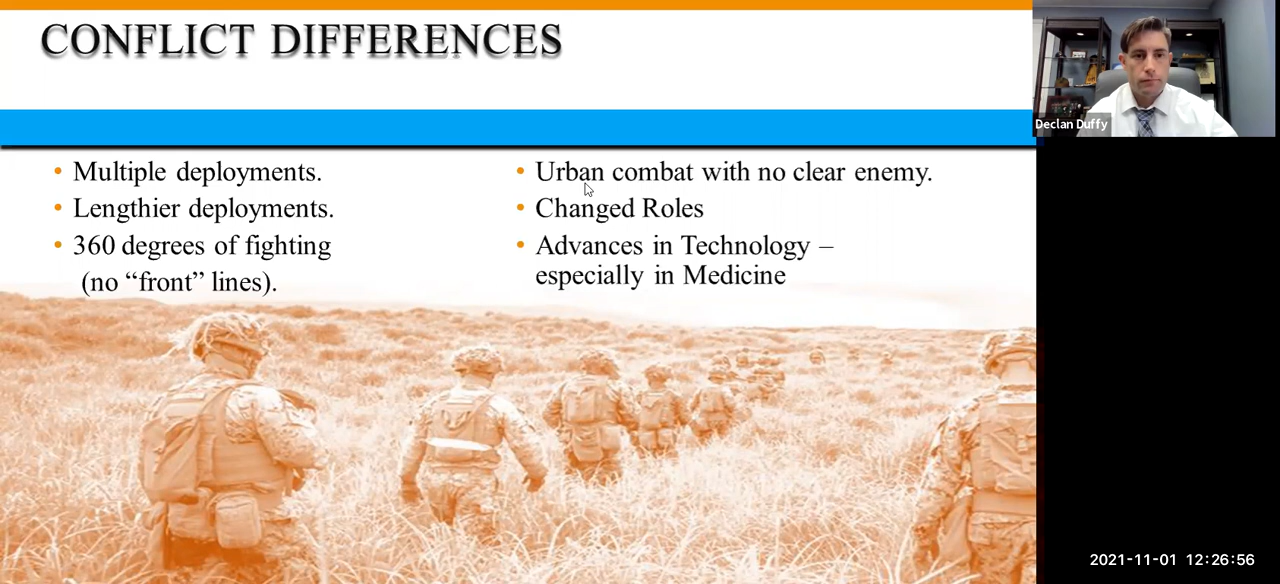 CONFLICT DIFFERENCES
Declan Duffy
• Multiple deployments.
• Lengthier deployments.
• 360 degrees of fighting
(no “front” lines).
• Urban combat with no clear enemy.
• Changed Roles
• Advances in Technology –
especially in Medicine
2021-11-01 12:26:56